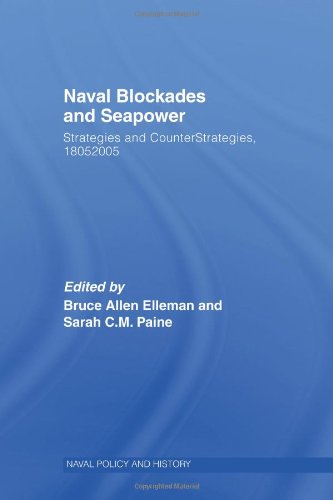 Naval Blockades
and Seapower
Strategies and CounterStrategies,
18052005
Edited by
Bruce Allen Elleman and
Sarah C.M. Paine
NAVAL POLICY AND HISTORY